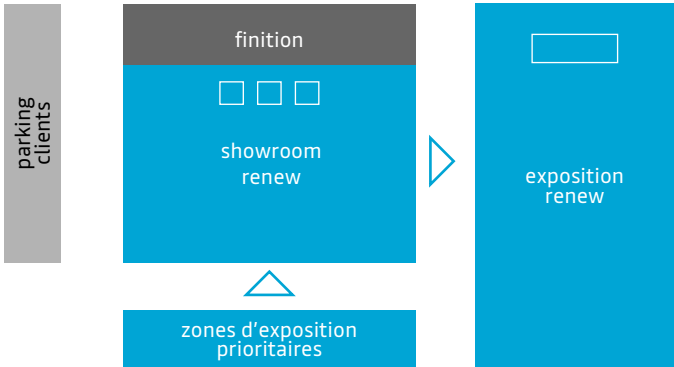 parking
clients
finition
showroom
renew
exposition
renew
zones d'exposition
prioritaires